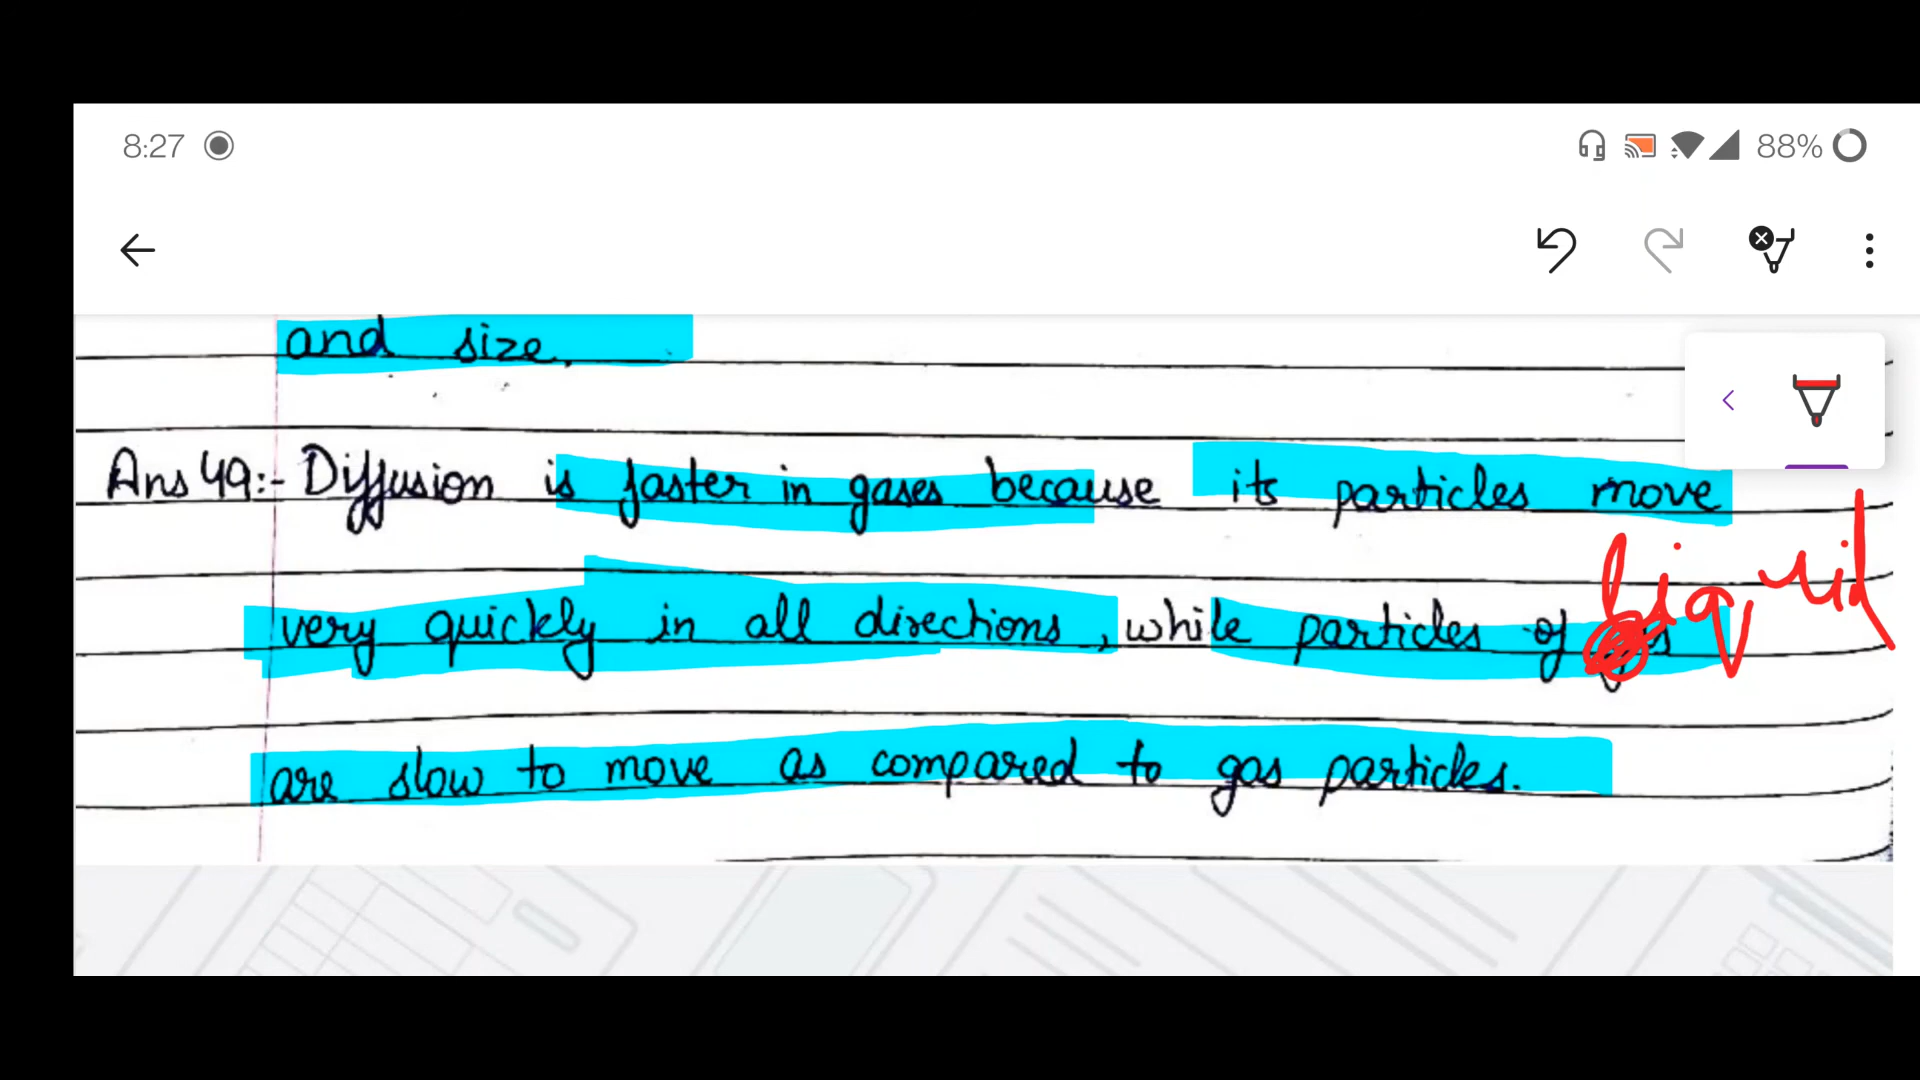 8:27 88%
and size.
Ans 49:- Diffusion is faster in gases because its particles move
very quickly in all directions, while particles of liquid
are slow to move as compared to gas particles.